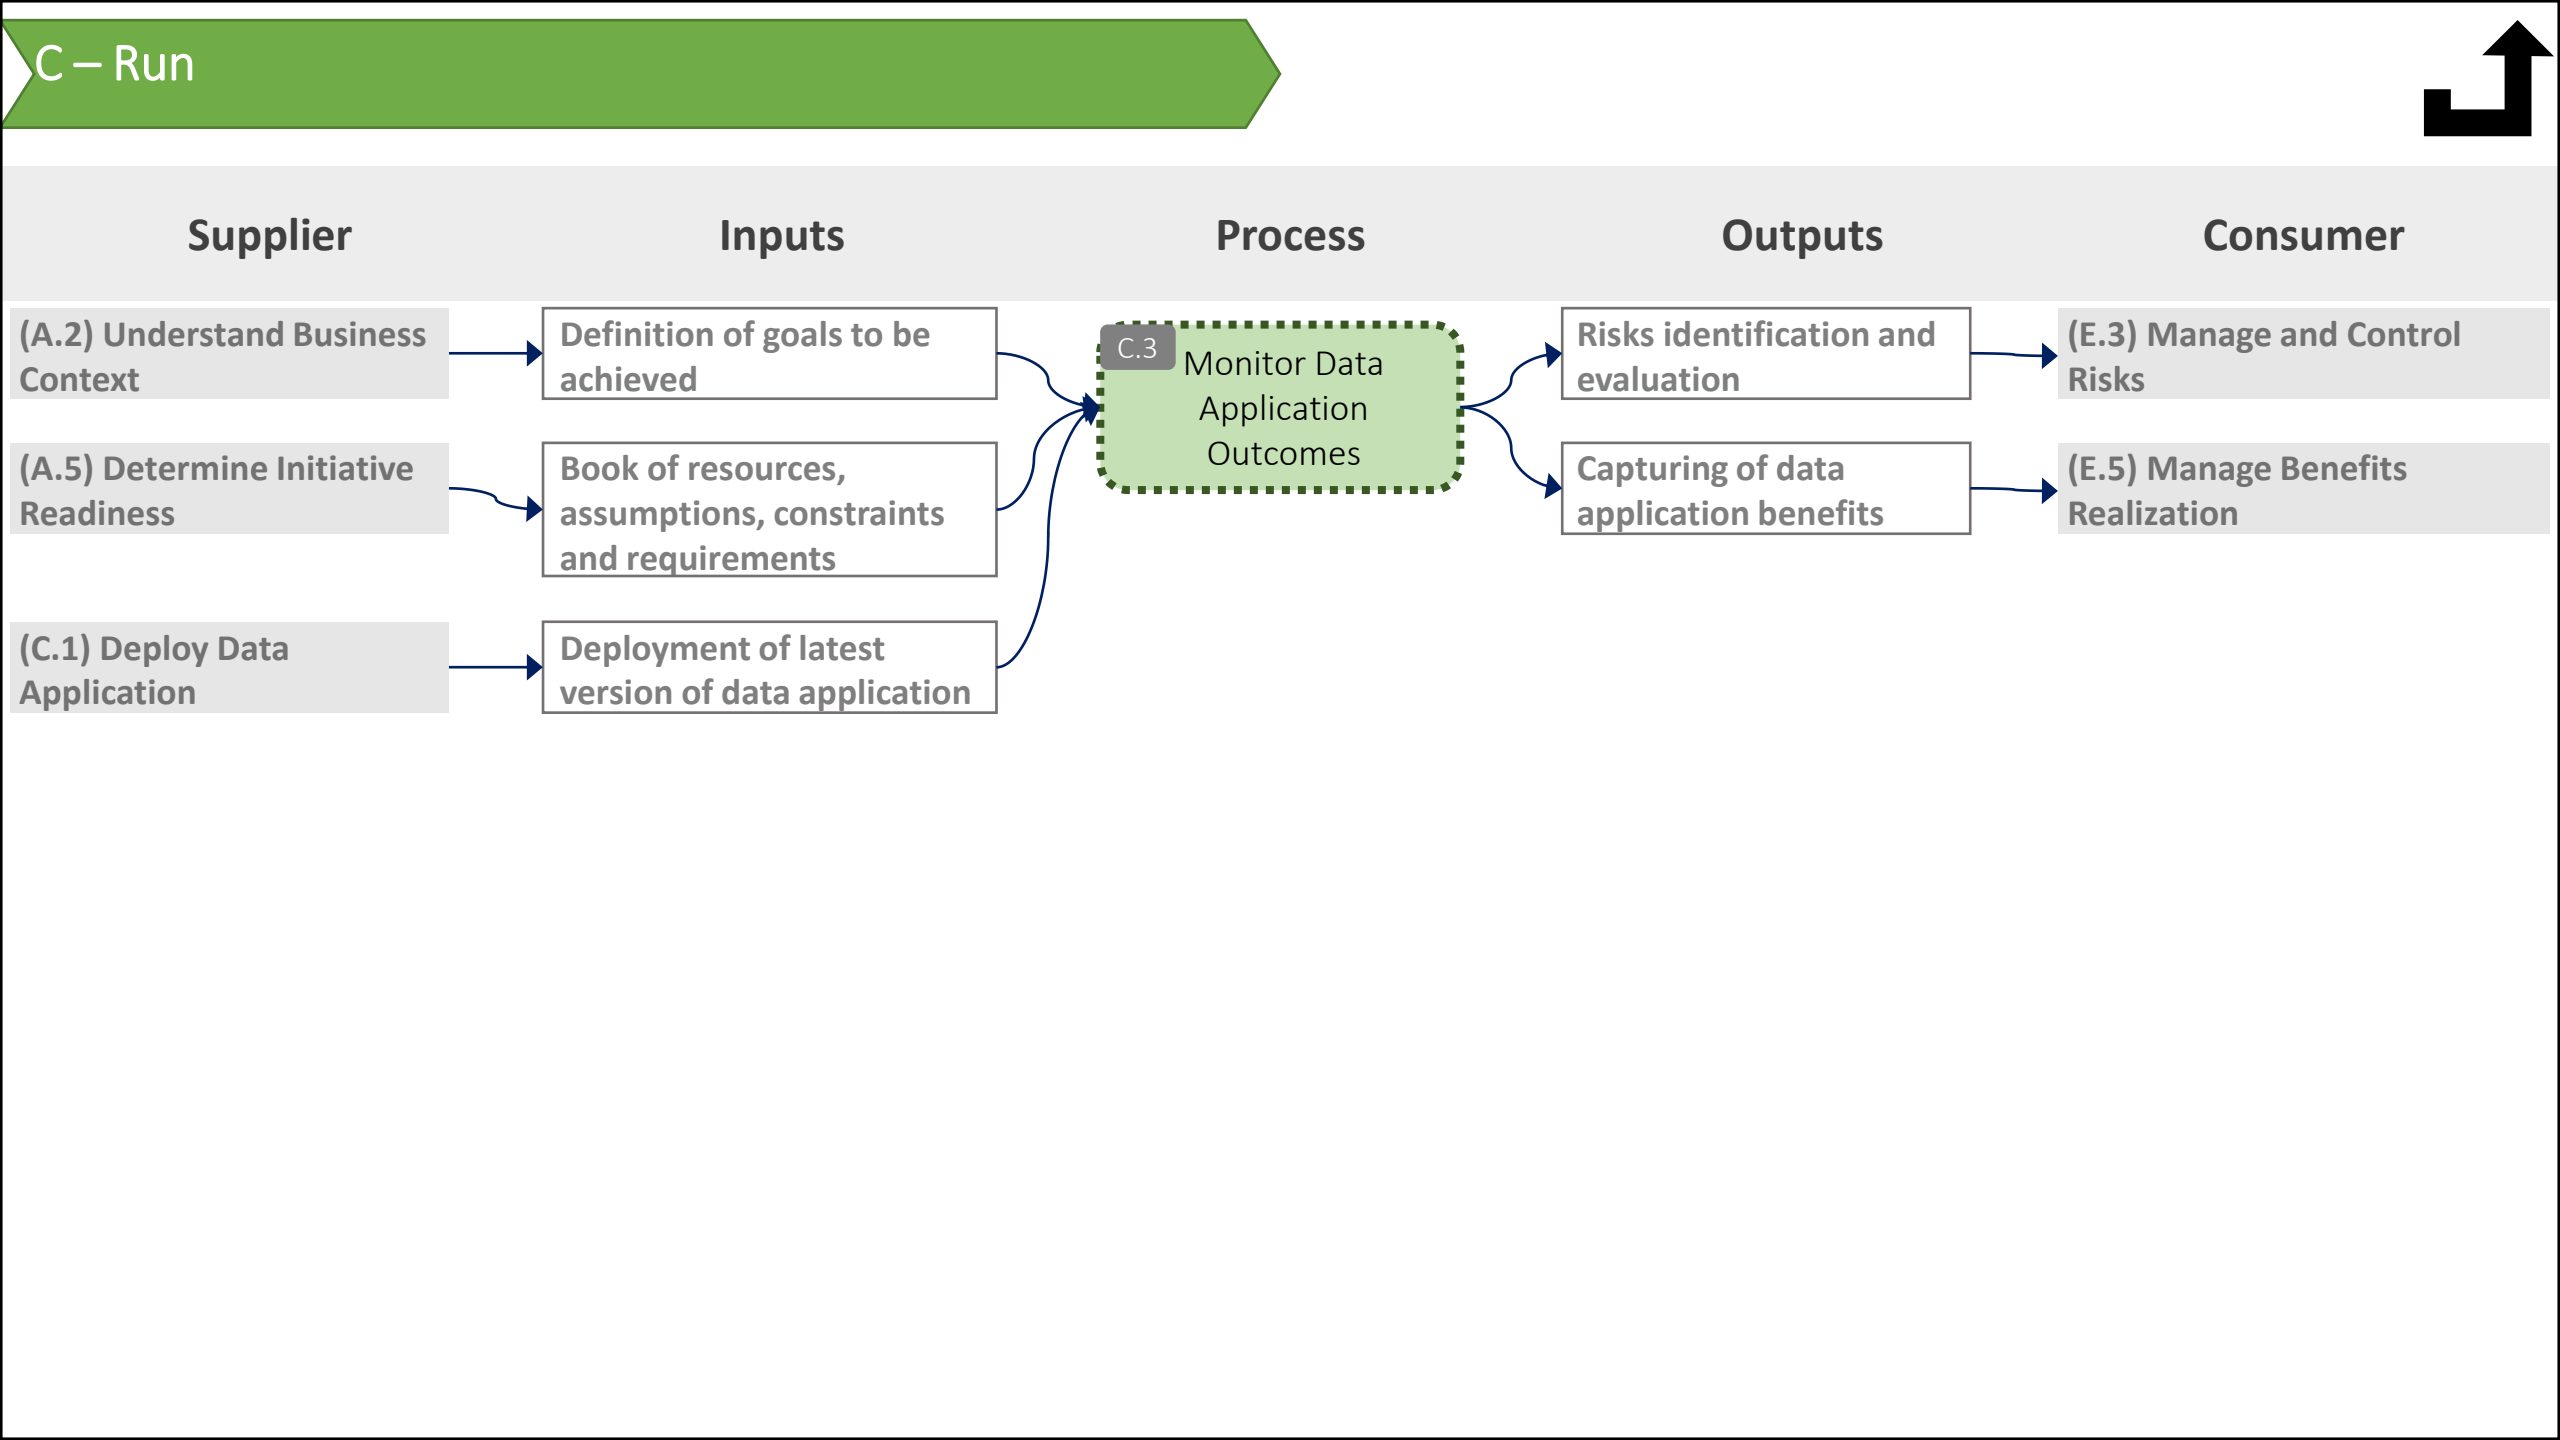 C – Run
Supplier
Inputs
Process
Outputs
Consumer
(A.2) Understand Business
Context
Definition of goals to be
achieved
C.3
Monitor Data
Application
Outcomes
Risks identification and
evaluation
(E.3) Manage and Control
Risks
(A.5) Determine Initiative
Readiness
Book of resources,
assumptions, constraints
and requirements
Capturing of data
application benefits
(E.5) Manage Benefits
Realization
(C.1) Deploy Data
Application
Deployment of latest
version of data application